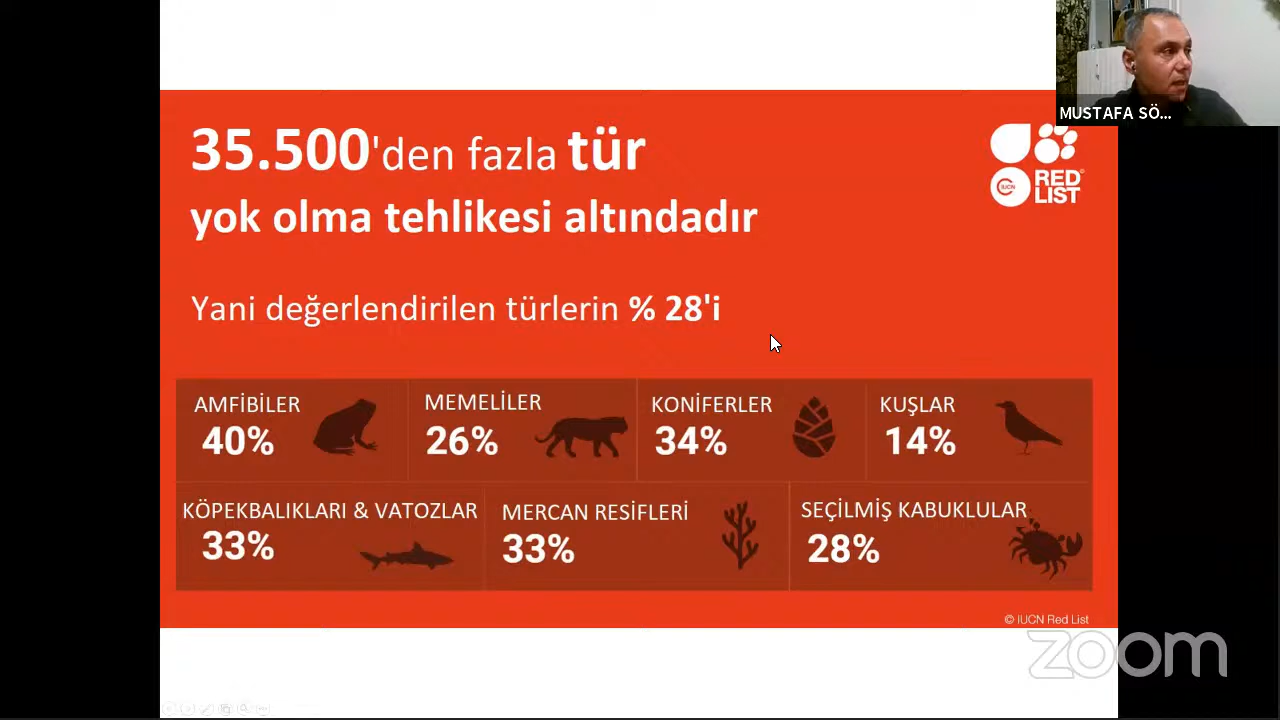 MUSTAFA SÖ...
35.500'den fazla tür
yok olma tehlikesi altındadır
IUCN
RED
LIST
Yani değerlendirilen türlerin % 28'i
AMFİBİLER
40%
MEMELİLER
26%
KONİFERLER
34%
KUŞLAR
14%
KÖPEKBALIKLARI & VATOZLAR
33%
MERCAN RESİFLERİ
33%
SEÇİLMİŞ KABUKLULAR
28%
© IUCN Red List
zoom